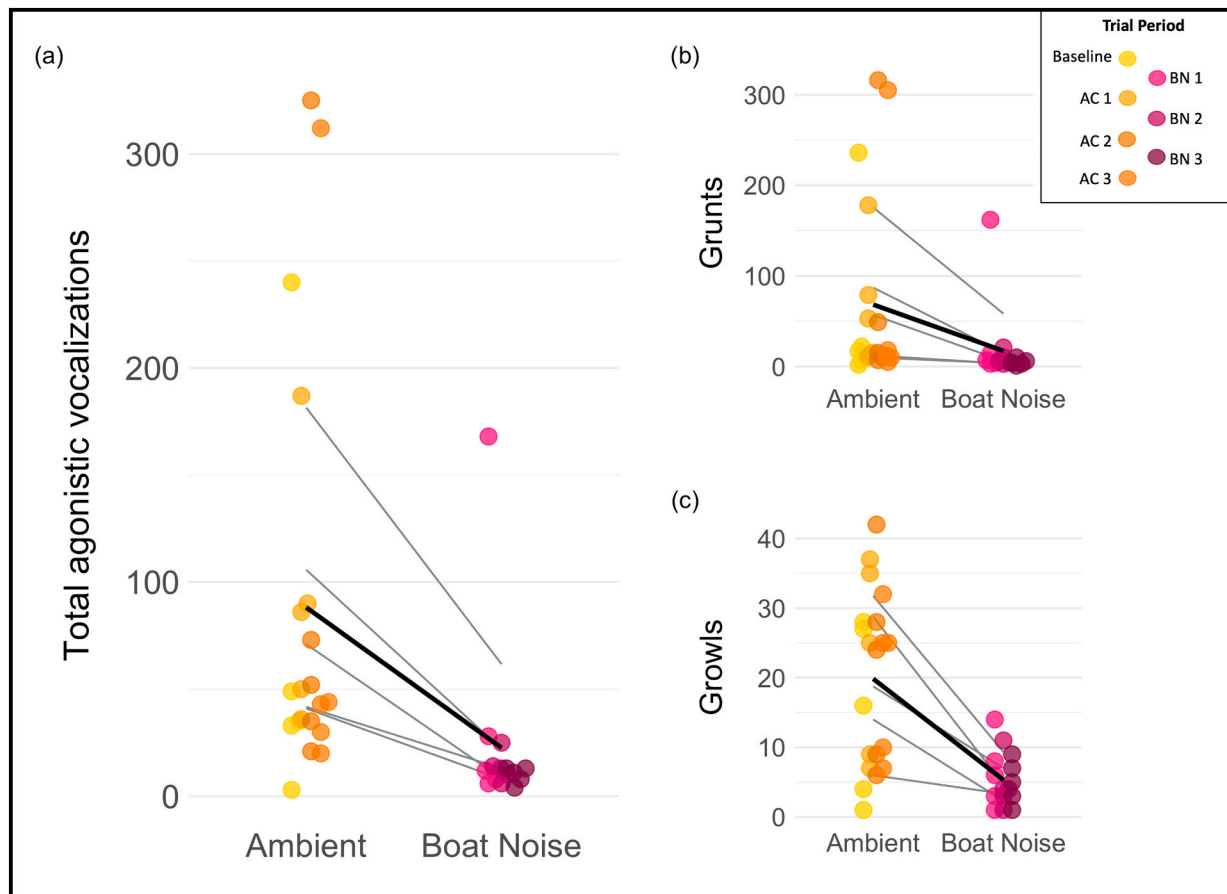 (a)
Total agonistic vocalizations
300
200
100
0
Ambient Boat Noise
(b)
Grunts
300
200
100
0
Ambient Boat Noise
Trial Period
Baseline
BN 1
AC 1
BN 2
AC 2
BN 3
AC 3
(c)
Growls
40
30
20
10
0
Ambient Boat Noise